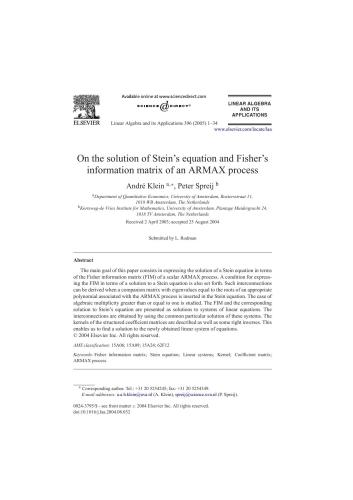 Available online at www.sciencedirect.com
SCIENCE DIRECT®
ELSEVIER
LINEAR ALGEBRA
AND ITS
APPLICATIONS
Linear Algebra and its Applications 396 (2005) 1–34
www.elsevier.com/locate/laa
On the solution of Stein's equation and Fisher's
information matrix of an ARMAX process
André Klein a,*, Peter Spreij b
a Department of Quantitative Economics, University of Amsterdam, Roetersstraat 11,
1018 WB Amsterdam, The Netherlands
b Korteweg-de Vries Institute for Mathematics, University of Amsterdam, Plantage Muidergracht 24,
1018 TV Amsterdam, The Netherlands
Received 2 April 2003; accepted 25 August 2004
Submitted by L. Rodman
Abstract
The main goal of this paper consists in expressing the solution of a Stein equation in terms
of the Fisher information matrix (FIM) of a scalar ARMAX process. A condition for express-
ing the FIM in terms of a solution to a Stein equation is also set forth. Such interconnections
can be derived when a companion matrix with eigenvalues equal to the roots of an appropriate
polynomial associated with the ARMAX process is inserted in the Stein equation. The case of
algebraic multiplicity greater than or equal to one is studied. The FIM and the corresponding
solution to Stein's equation are presented as solutions to systems of linear equations. The
interconnections are obtained by using the common particular solution of these systems. The
kernels of the structured coefficient matrices are described as well as some right inverses. This
enables us to find a solution to the newly obtained linear system of equations.
© 2004 Elsevier Inc. All rights reserved.
AMS classification: 15A06; 15A09; 15A24; 62F12
Keywords: Fisher information matrix; Stein equation; Linear systems; Kernel; Coefficient matrix;
ARMAX process
* Corresponding author. Tel.: +31 20 5254245; fax: +31 20 5254349.
E-mail addresses: a.a.b.klein@uva.nl (A. Klein), spreij@science.uva.nl (P. Spreij).
0024-3795/$ - see front matter © 2004 Elsevier Inc. All rights reserved.
doi:10.1016/j.laa.2004.08.032